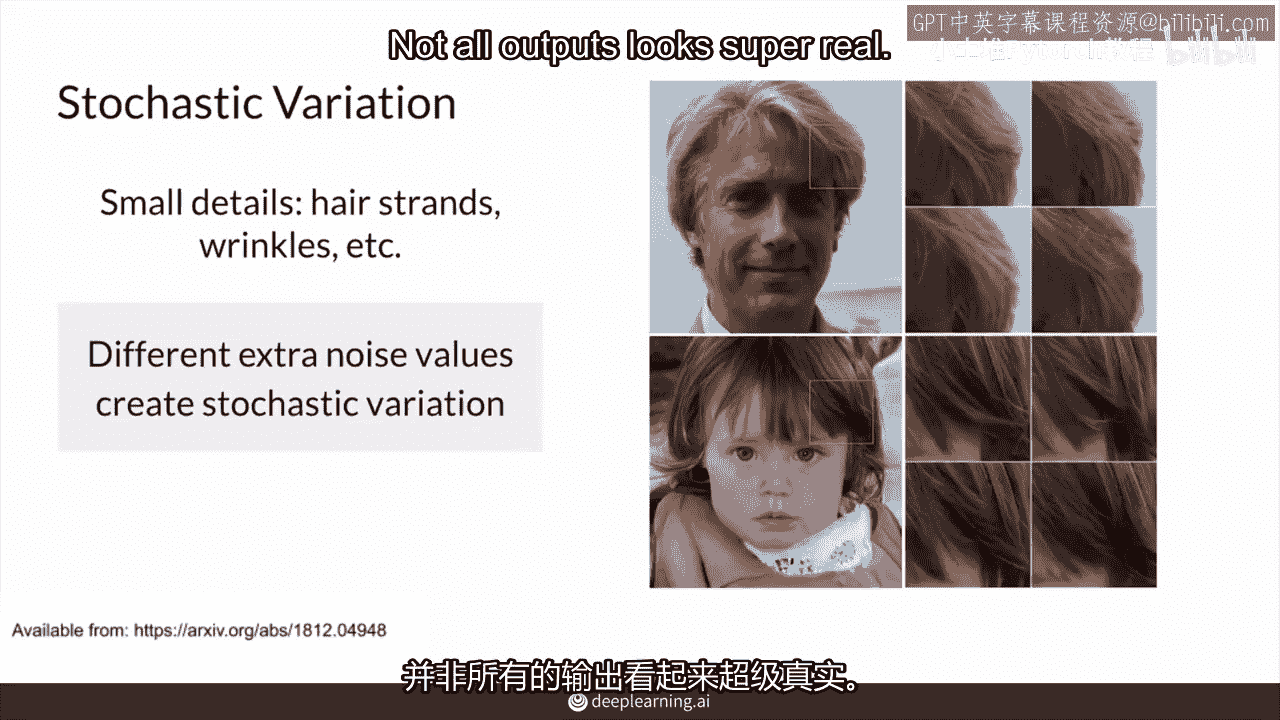 GPT中英字幕课程资源@bilibili.com
Not all outputs looks super real.
Stochastic Variation
Small details: hair strands,
wrinkles, etc.
Different extra noise values
create stochastic variation
Available from: https://arxiv.org/abs/1812.04948
并非所有的输出看起来超级真实。
deeplearning.ai